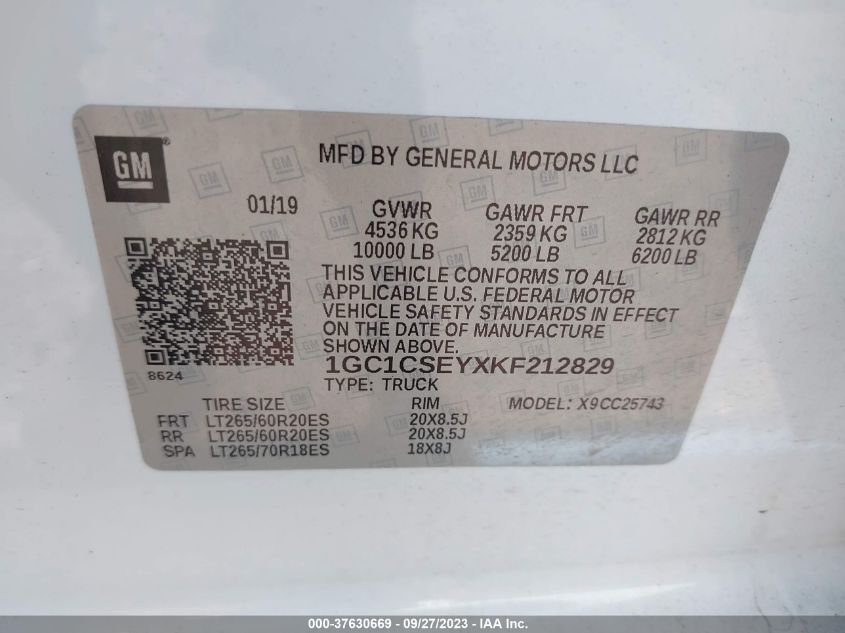 GM®
MFD BY GENERAL MOTORS LLC
01/19
GVWR GAWR FRT GAWR RR
4536 KG 2359 KG 2812 KG
10000 LB 5200 LB 6200 LB
THIS VEHICLE CONFORMS TO ALL
APPLICABLE U.S. FEDERAL MOTOR
VEHICLE SAFETY STANDARDS IN EFFECT
ON THE DATE OF MANUFACTURE
SHOWN ABOVE.
8624
1GC1CSEYXKF212829
TYPE: TRUCK
TIRE SIZE RIM MODEL: X9CC25743
FRT LT265/60R20ES 20X8.5J
RR LT265/60R20ES 20X8.5J
SPA LT265/70R18ES 18X8J
000-37630669 - 09/27/2023 - IAA Inc.